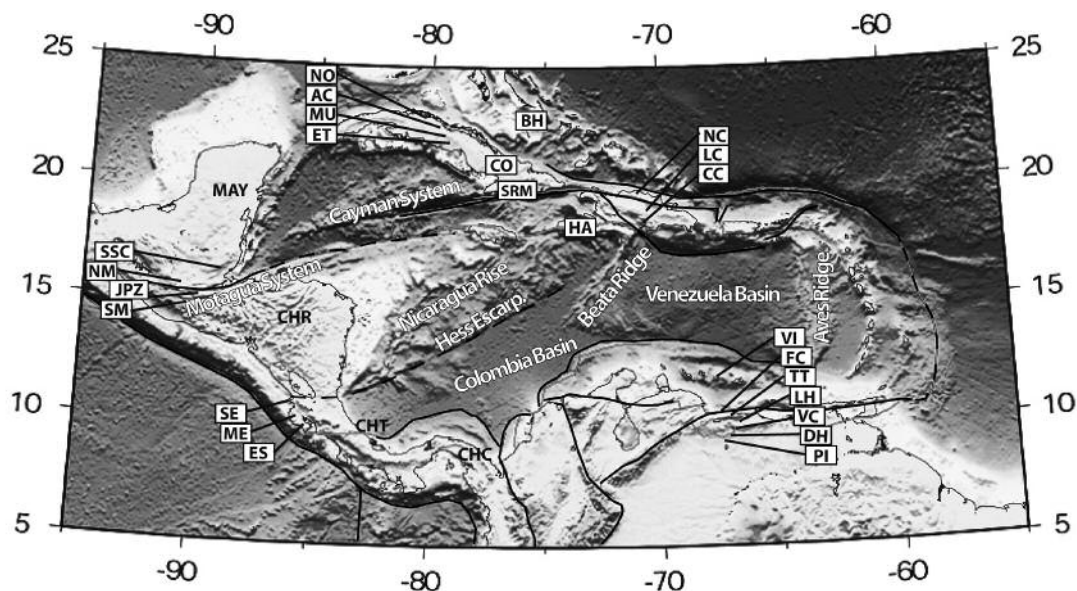 -90 -80 -70 -60
25 25
NO
AC
MU
ET
BH
NC
LC
CC
20 20
CO
SRM
MAY
Cayman System
HA
SSC
NM
JPZ
SM
15 15
Motagua System
CHR
Nicaragua Rise
Hess Escarp.
Beata Ridge
Venezuela Basin
Aves Ridge
Colombia Basin
VI
FC
TT
LH
VC
DH
PI
10 10
SE
ME
ES
CHT
CHC
5 5
-90 -80 -70 -60